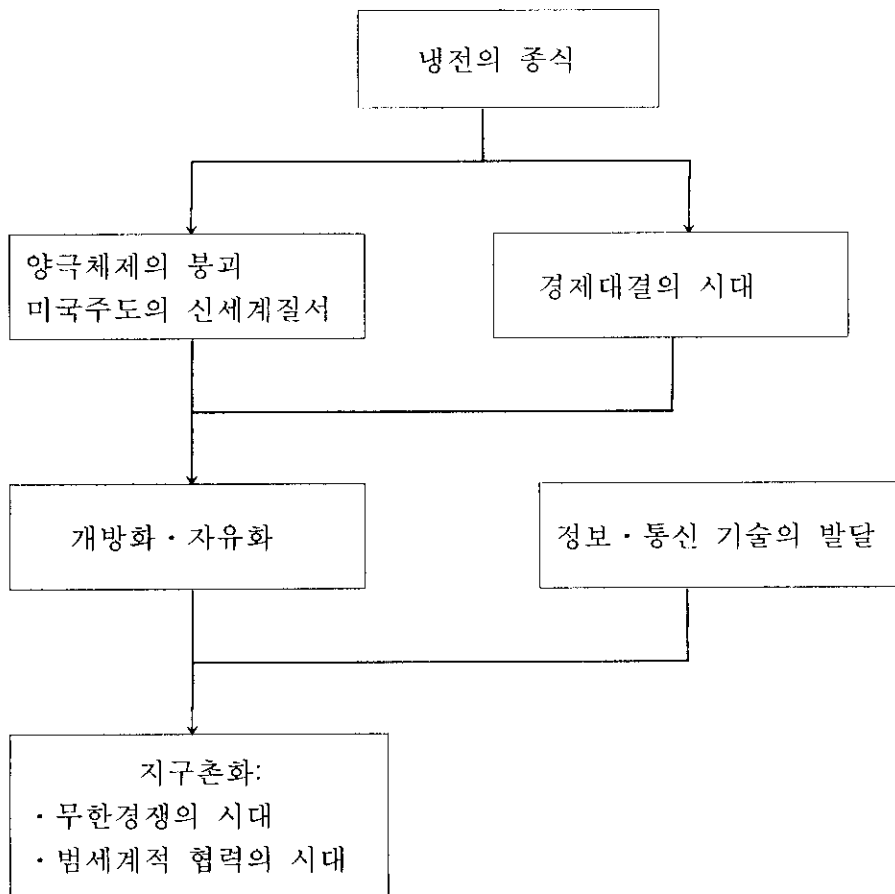 냉전의 종식
양극체제의 붕괴
미국주도의 신세계질서
경제대결의 시대
개방화·자유화
정보·통신 기술의 발달
지구촌화:
·무한경쟁의 시대
·범세계적 협력의 시대